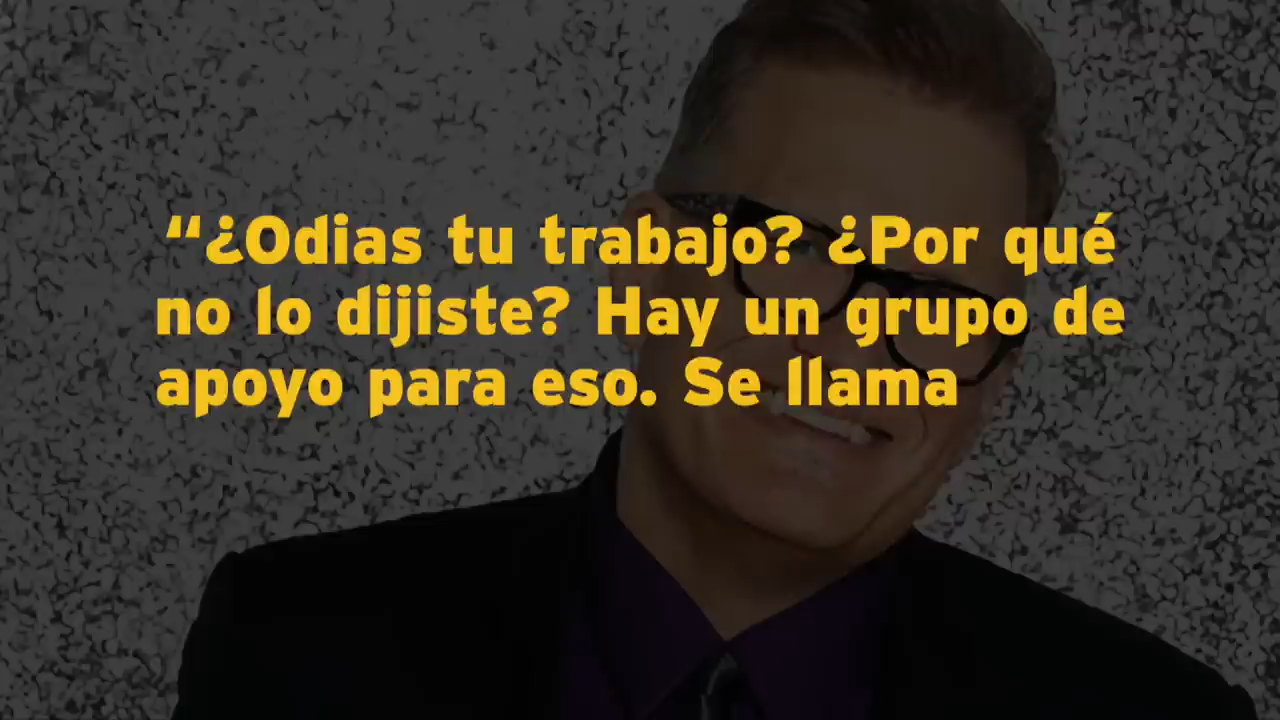 “¿Odias tu trabajo? ¿Por qué
no lo dijiste? Hay un grupo de
apoyo para eso. Se llama